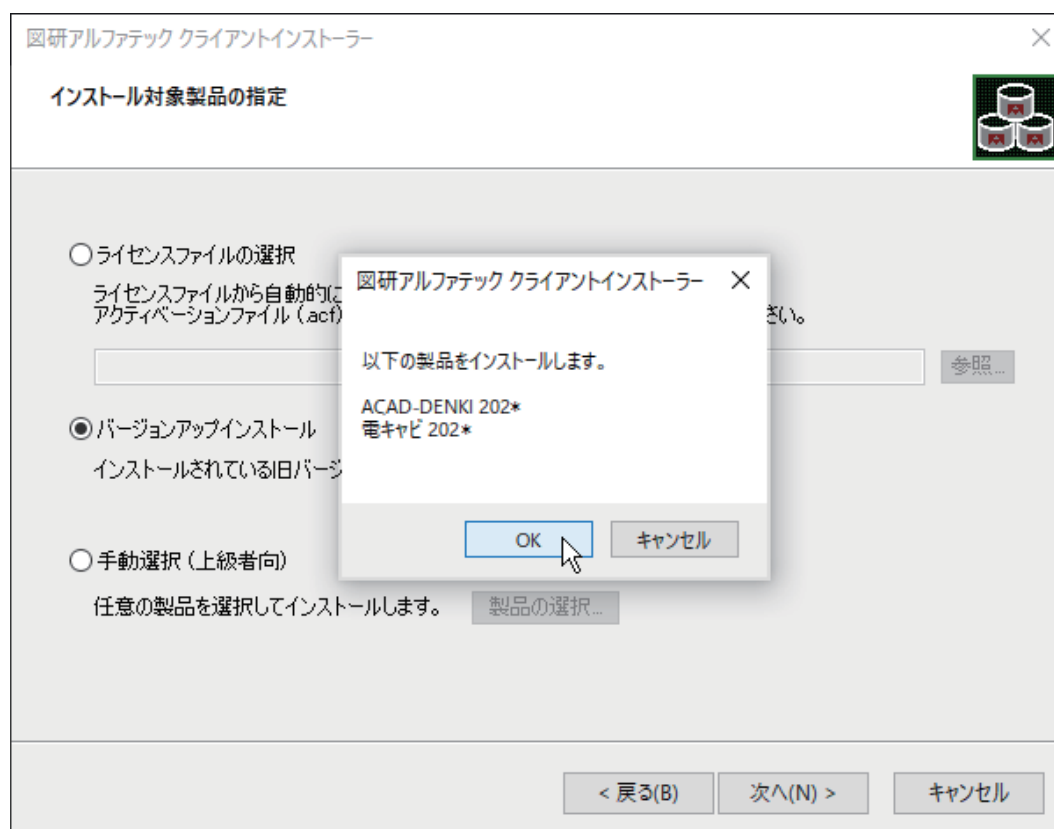 図研アルファテック クライアントインストーラー
インストール対象製品の指定
ライセンスファイルの選択
ライセンスファイルから自動的に
アクティベーションファイル（.acf） さい。
参照...
バージョンアップインストール
インストールされている旧バージ
手動選択（上級者向）
任意の製品を選択してインストールします。 製品の選択...
図研アルファテック クライアントインストーラー
以下の製品をインストールします。
ACAD-DENKI 202*
電キャビ 202*
OK キャンセル
< 戻る(B) 次へ(N) > キャンセル